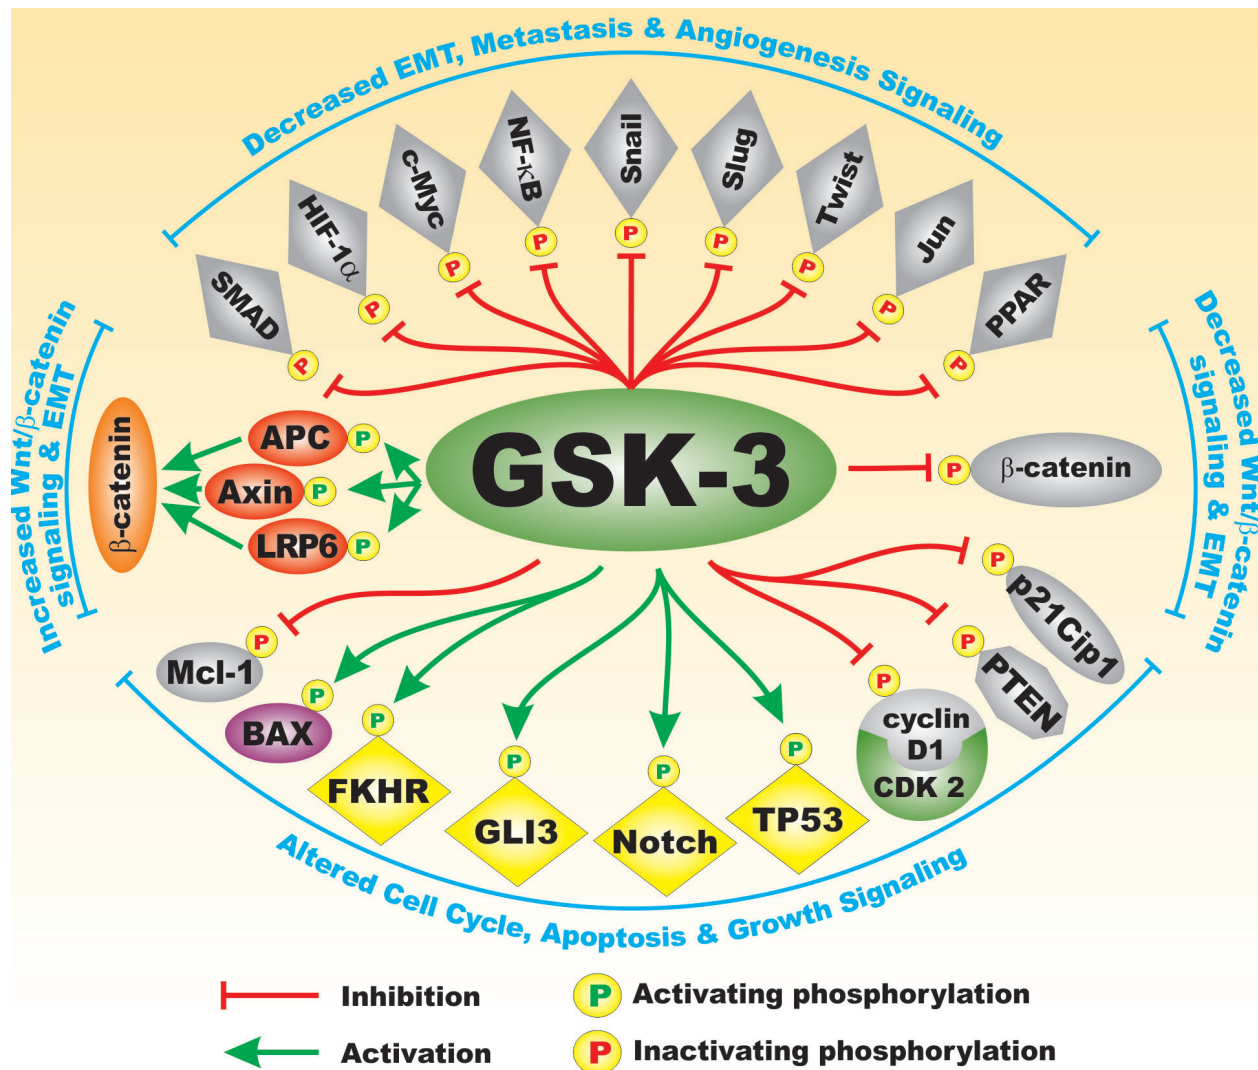 Decreased EMT, Metastasis & Angiogenesis Signaling
SMAD
P
HIF-1α
P
c-Myc
P
NF-κB
P
Snail
P
Slug
P
Twist
P
Jun
P
PPAR
P
Increased Wnt/β-catenin
signaling & EMT
β-catenin
APC
P
Axin
P
LRP6
P
GSK-3
P
β-catenin
Decreased Wnt/β-catenin
signaling & EMT
Mcl-1
P
BAX
P
FKHR
P
GLI3
P
Notch
P
TP53
P
P
cyclin
D1
CDK 2
P
PTEN
P
p21Cip1
Altered Cell Cycle, Apoptosis & Growth Signaling
Inhibition
P Activating phosphorylation
Activation
P Inactivating phosphorylation